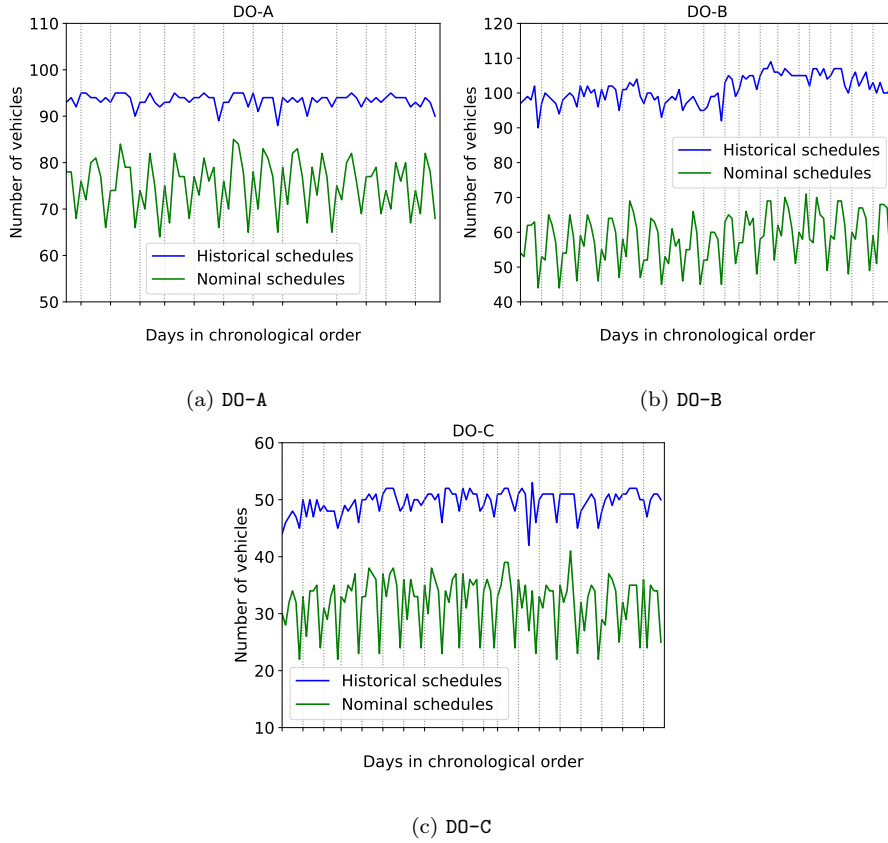 DO-A
110
100
90
80
70
60
50
Number of vehicles
Historical schedules
Nominal schedules
Days in chronological order
(a) DO-A
DO-B
120
110
100
90
80
70
60
50
40
Number of vehicles
Historical schedules
Nominal schedules
Days in chronological order
(b) DO-B
DO-C
60
50
40
30
20
10
Number of vehicles
Historical schedules
Nominal schedules
Days in chronological order
(c) DO-C